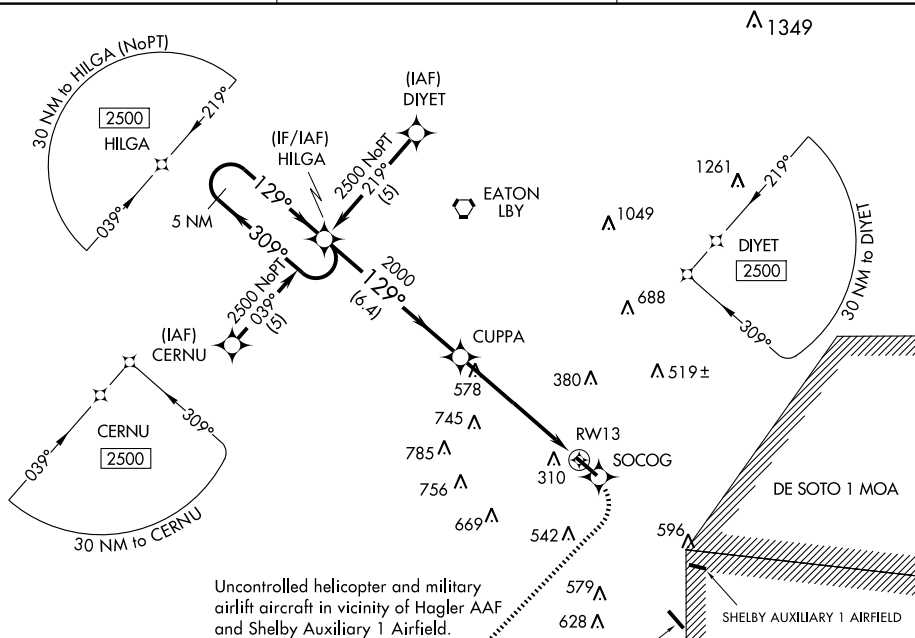 1349
30 NM to HILGA (NoPT)
219°
2500
HILGA
039°
(IAF)
DIYET
(IF/IAF)
HILGA
2500 NoPT
219°
(5)
129°
5 NM
309°
EATON
LBY
1261
219°
1049
DIYET
2500
30 NM to DIYET
309°
2500 NoPT
039°
(5)
2000
129°
(6.4)
688
(IAF)
CERNU
CUPPA
578
380
519±
039°
309°
CERNU
2500
30 NM to CERNU
745
785
756
669
RW13
310
SOCOG
542
DE SOTO 1 MOA
596
579
628
SHELBY AUXILIARY 1 AIRFIELD
Uncontrolled helicopter and military
airlift aircraft in vicinity of Hagler AAF
and Shelby Auxiliary 1 Airfield.